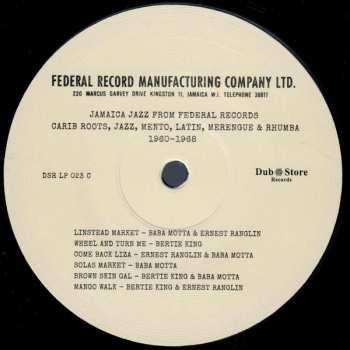 FEDERAL RECORD MANUFACTURING COMPANY LTD.
220 MARCUS GARVEY DRIVE KINGSTON 11, JAMAICA W.I. TELEPHONE 36817
JAMAICA JAZZ FROM FEDERAL RECORDS
CARIB ROOTS, JAZZ, MENTO, LATIN, MERENGUE & RHUMBA
1960-1968
DSR LP 023 C
Dub Store
Records
LINSTEAD MARKET - BABA MOTTA & ERNEST RANGLIN
WHEEL AND TURN ME - BERTIE KING
COME BACK LIZA - ERNEST RANGLIN & BABA MOTTA
SOLAS MARKET - BABA MOTTA
BROWN SKIN GAL - BERTIE KING & BABA MOTTA
MANGO WALK - BERTIE KING & ERNEST RANGLIN